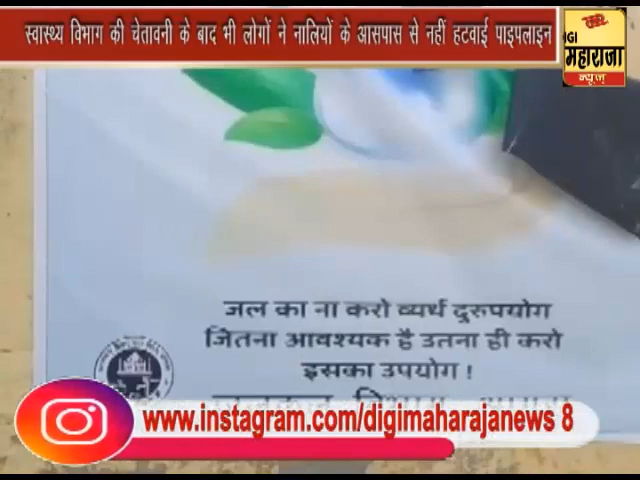 स्वास्थ्य विभाग की चेतावनी के बाद भी लोगों ने नालियों के आसपास से नहीं हटवाई पाइपलाइन
महाराजा
न्यूज़
जल का ना करो व्यर्थ दुरुपयोग
जितना आवश्यक है उतना ही करो
इसका उपयोग !
www.instagram.com/digimaharajanews 8